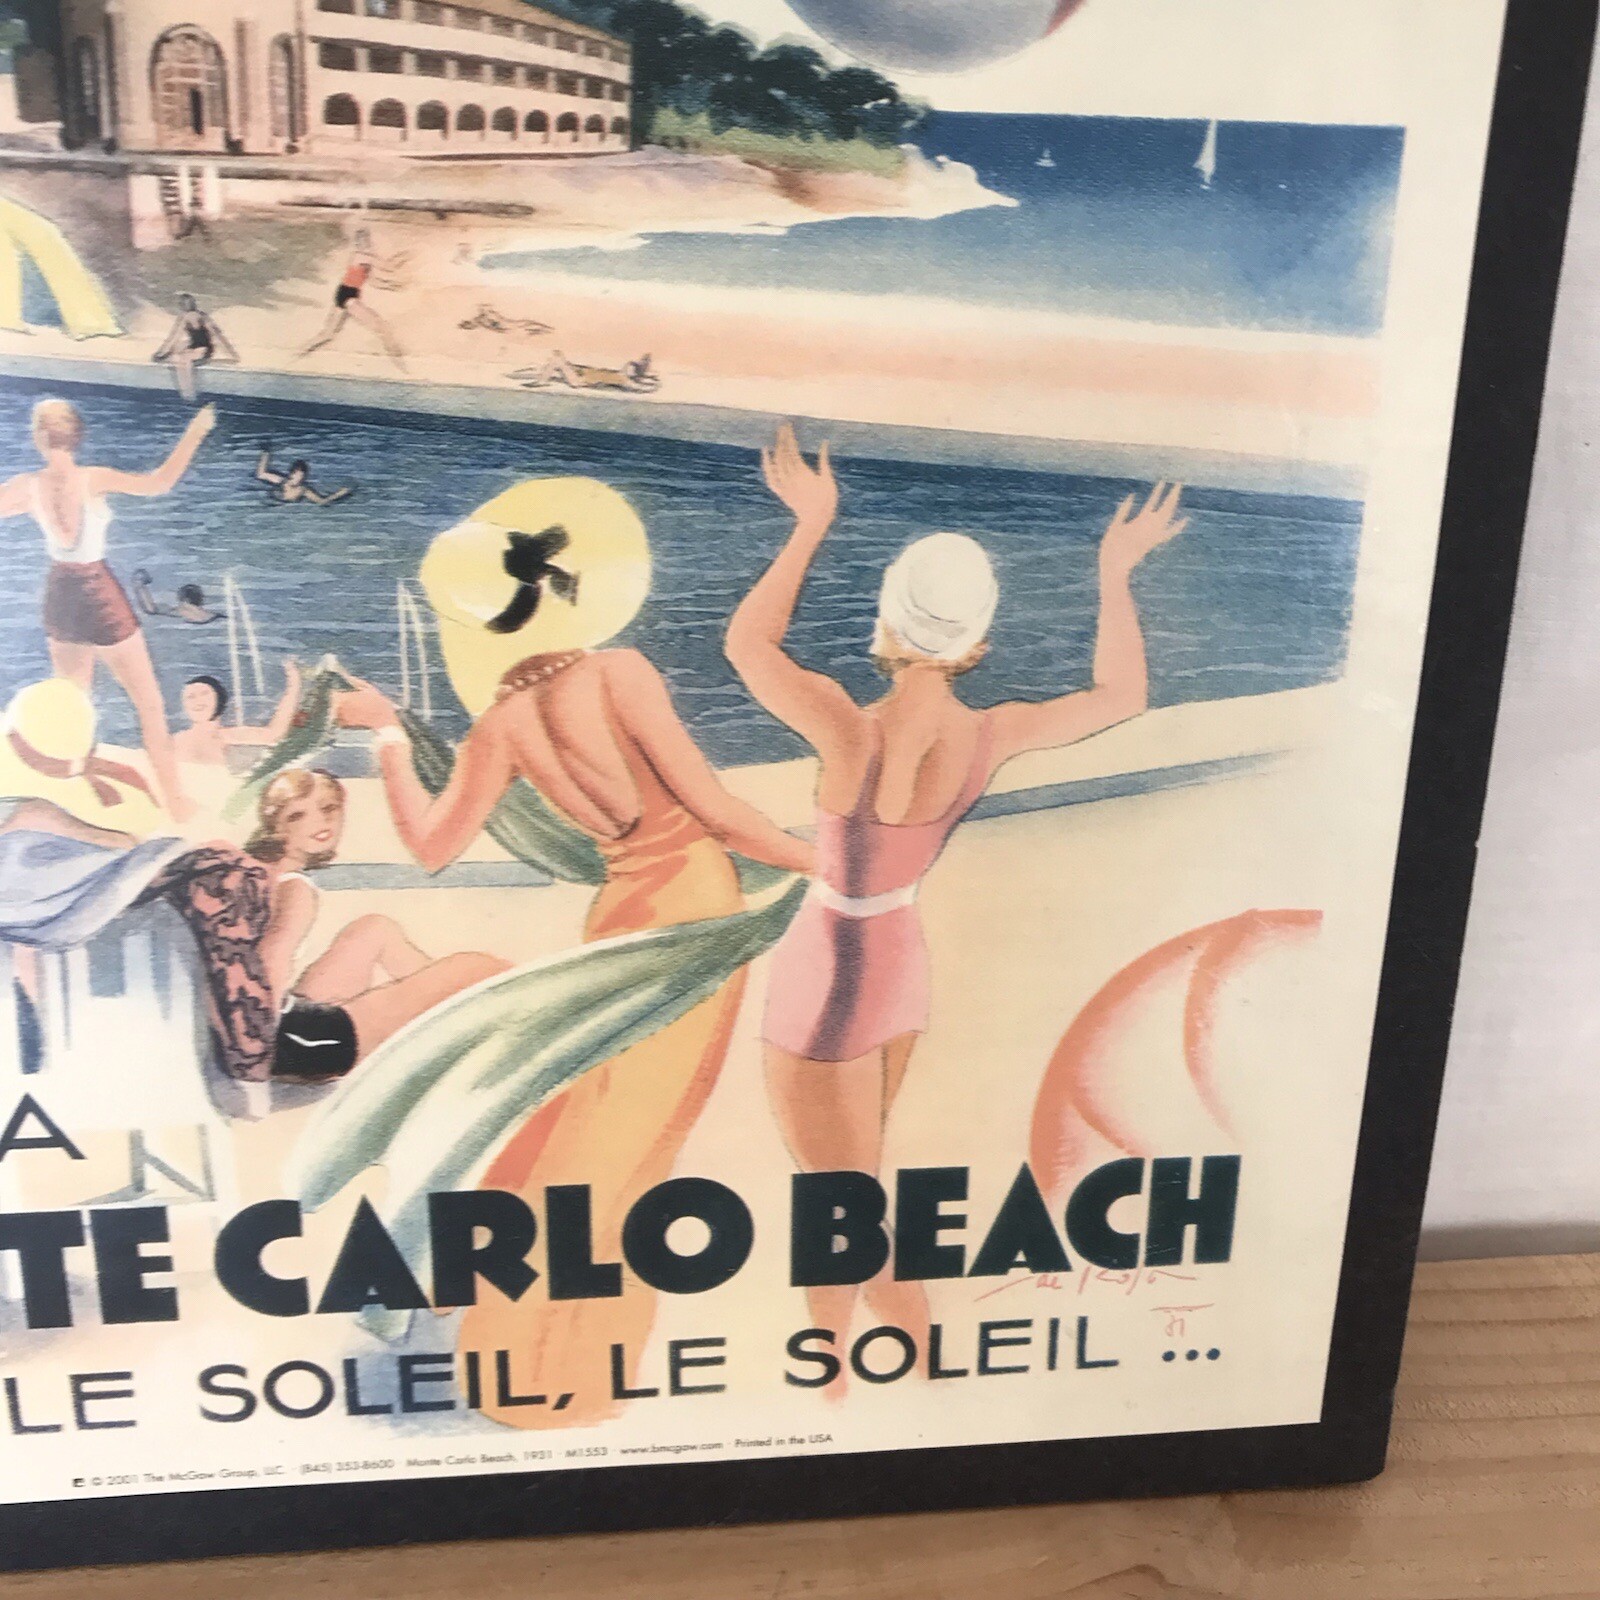 A
TE CARLO BEACH
LE SOLEIL, LE SOLEIL ...
31
© 2001 The McGaw Group, LLC · (845) 353-8600 · Monte Carlo Beach, 1931 · M1553 · www.bmcgaw.com · Printed in the USA